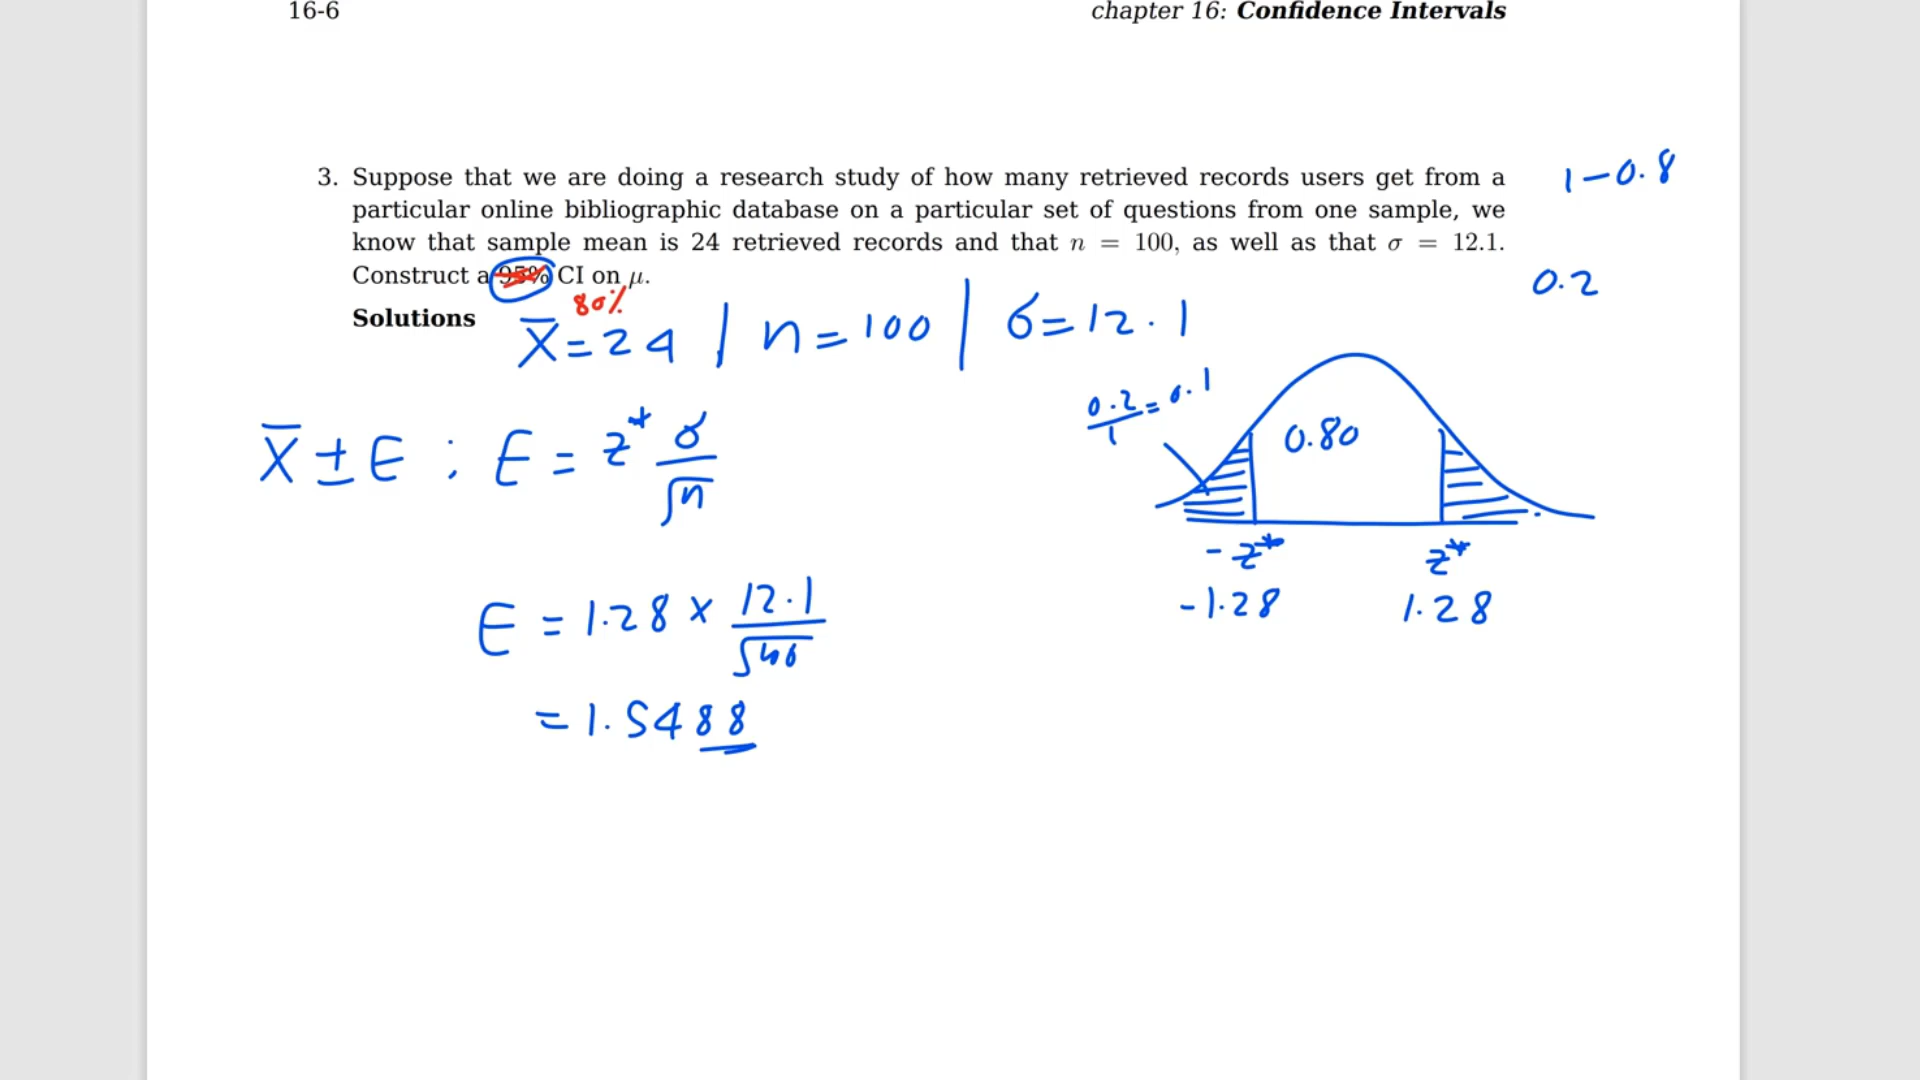 16-6
chapter 16: Confidence Intervals
3. Suppose that we are doing a research study of how many retrieved records users get from a
particular online bibliographic database on a particular set of questions from one sample, we
know that sample mean is 24 retrieved records and that n = 100, as well as that σ = 12.1.
Construct a 95% CI on μ.
80%
1-0.8
0.2
Solutions
X̅=24 | n=100 | σ=12.1
X̅±E : E = z* σ/√n
0.2/1=0.1
0.80
-z* z*
-1.28 1.28
E = 1.28 × 12.1/√100
= 1.5488